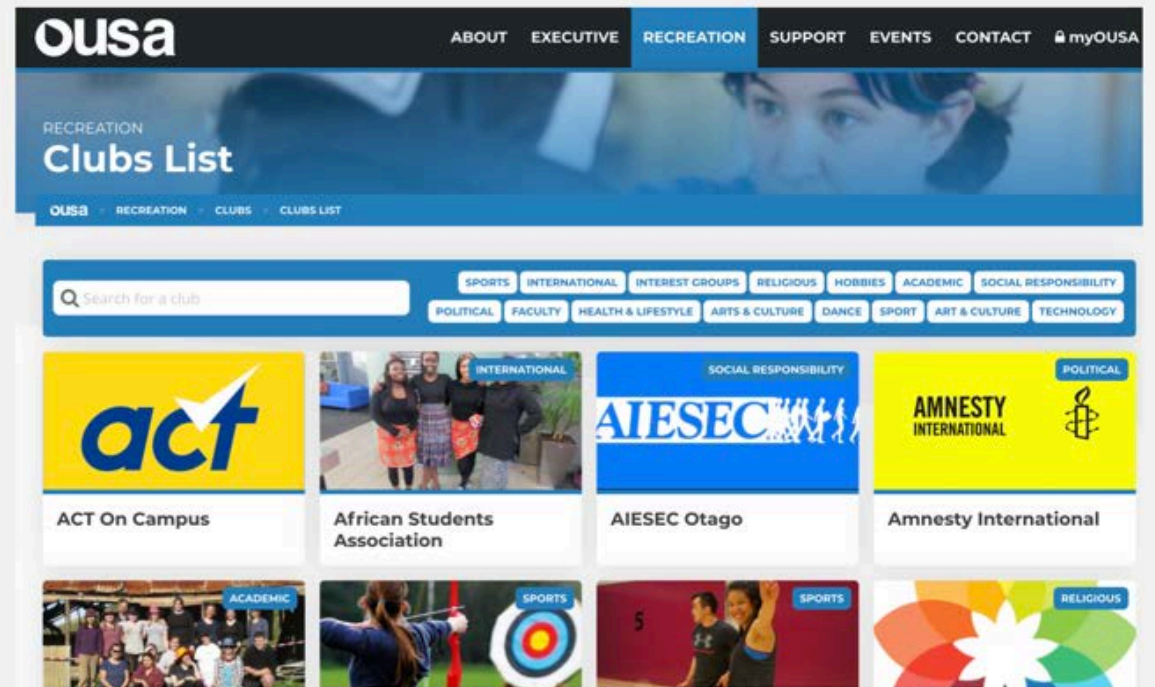 ousa
ABOUT EXECUTIVE RECREATION SUPPORT EVENTS CONTACT myOUSA
RECREATION
Clubs List
ousa RECREATION CLUBS CLUBS LIST
Search for a club
SPORTS INTERNATIONAL INTEREST GROUPS RELIGIOUS HOBBIES ACADEMIC SOCIAL RESPONSIBILITY
POLITICAL FACULTY HEALTH & LIFESTYLE ARTS & CULTURE DANCE SPORT ART & CULTURE TECHNOLOGY
act
INTERNATIONAL
SOCIAL RESPONSIBILITY
AIESEC
POLITICAL
AMNESTY
INTERNATIONAL
ACT On Campus
African Students
Association
AIESEC Otago
Amnesty International
ACADEMIC
SPORTS
5
SPORTS
RELIGIOUS